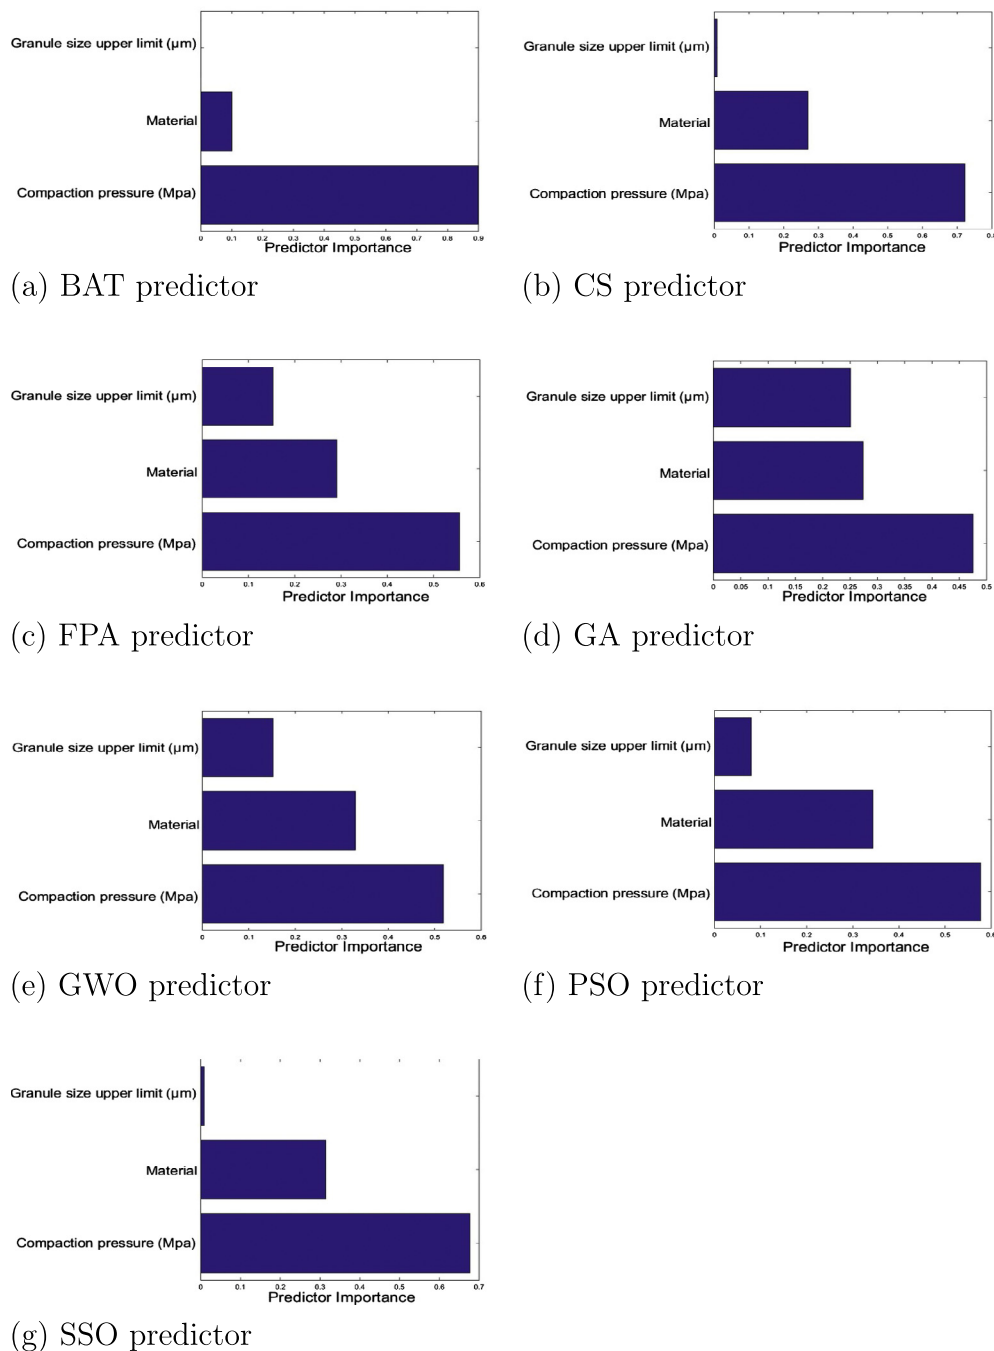 Granule size upper limit (µm)
Material
Compaction pressure (Mpa)
0 0.1 0.2 0.3 0.4 0.5 0.6 0.7 0.8 0.9
Predictor Importance
(a) BAT predictor
Granule size upper limit (µm)
Material
Compaction pressure (Mpa)
0 0.1 0.2 0.3 0.4 0.5 0.6 0.7 0.8
Predictor Importance
(b) CS predictor
Granule size upper limit (µm)
Material
Compaction pressure (Mpa)
0 0.1 0.2 0.3 0.4 0.5 0.6
Predictor Importance
(c) FPA predictor
Granule size upper limit (µm)
Material
Compaction pressure (Mpa)
0 0.05 0.1 0.15 0.2 0.25 0.3 0.35 0.4 0.45 0.5
Predictor Importance
(d) GA predictor
Granule size upper limit (µm)
Material
Compaction pressure (Mpa)
0 0.1 0.2 0.3 0.4 0.5 0.6
Predictor Importance
(e) GWO predictor
Granule size upper limit (µm)
Material
Compaction pressure (Mpa)
0 0.1 0.2 0.3 0.4 0.5 0.6
Predictor Importance
(f) PSO predictor
Granule size upper limit (µm)
Material
Compaction pressure (Mpa)
0 0.1 0.2 0.3 0.4 0.5 0.6 0.7
Predictor Importance
(g) SSO predictor